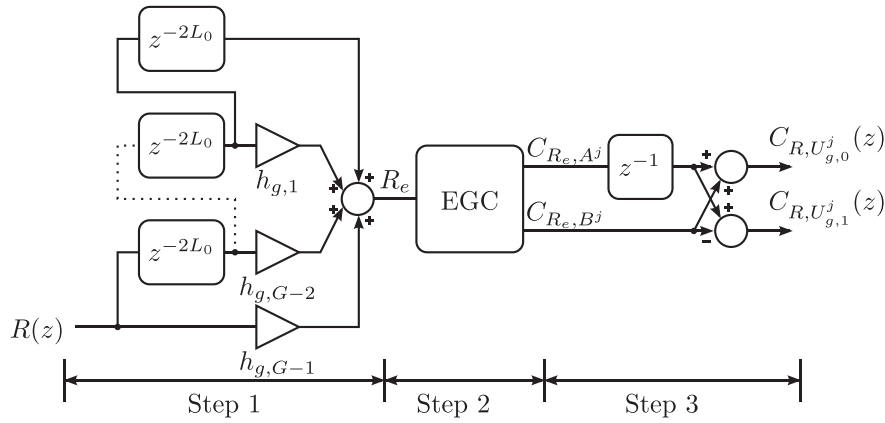 z^{-2L_0}
z^{-2L_0}
h_{g,1}
z^{-2L_0}
h_{g,G-2}
R(z)
h_{g,G-1}
+
+
+
+
R_e
EGC
C_{R_e,A^j}
C_{R_e,B^j}
z^{-1}
+
+
+
−
C_{R,U^j_{g,0}}(z)
C_{R,U^j_{g,1}}(z)
Step 1
Step 2
Step 3